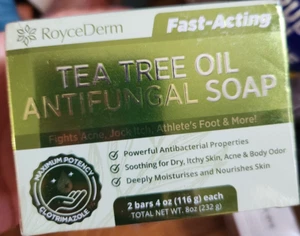 RoyceDerm
Fast-Acting
TEA TREE OIL
ANTIFUNGAL SOAP
Fights Acne, Jock Itch, Athlete's Foot & More!
MAXIMUM POTENCY
CLOTRIMAZOLE
Powerful Antibacterial Properties
Soothing for Dry, Itchy Skin, Acne & Body Odor
Deeply Moisturises and Nourishes Skin
2 bars 4 oz (116 g) each
TOTAL NET WT. 8oz (232 g)